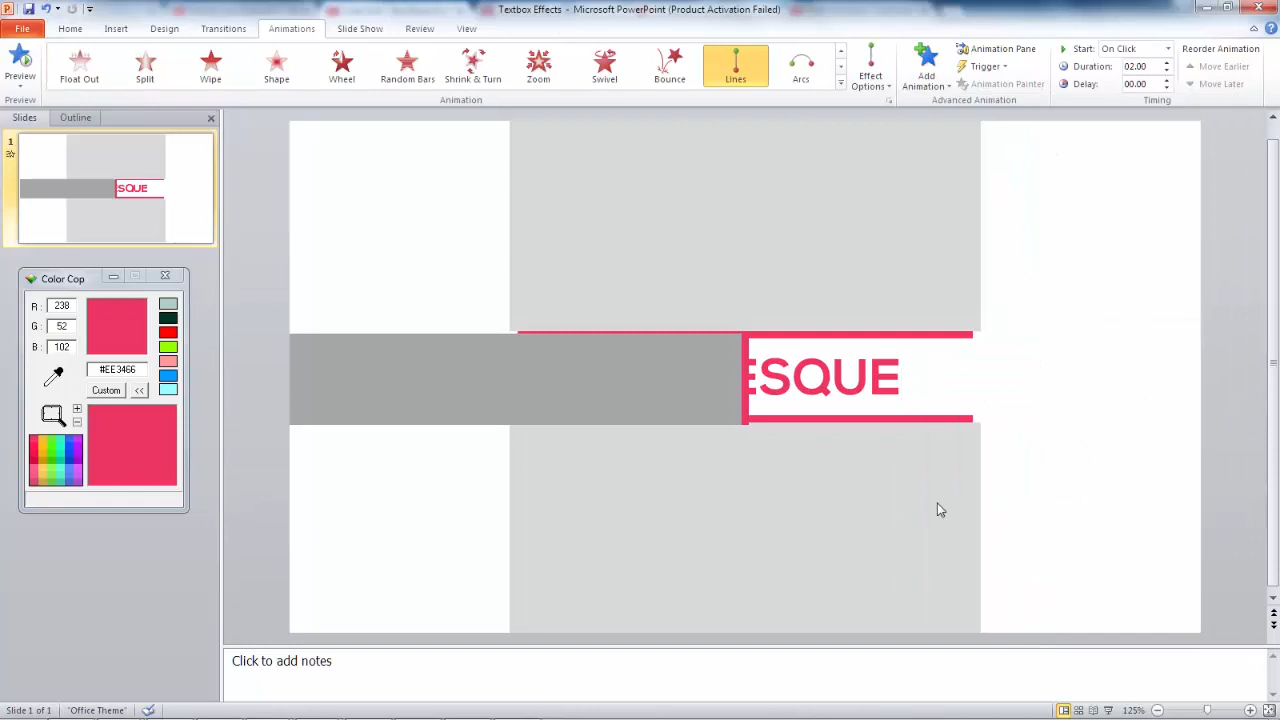 Textbox Effects - Microsoft PowerPoint (Product Activation Failed)
File Home Insert Design Transitions Animations Slide Show Review View
Preview
Float Out Split Wipe Shape Wheel Random Bars Shrink & Turn Zoom Swivel Bounce Lines Arcs
Effect Options
Add Animation
Animation Pane
Trigger
Animation Painter
Start: On Click
Duration: 02.00
Delay: 00.00
Reorder Animation
Move Earlier
Move Later
Preview Animation Advanced Animation Timing
Slides Outline
1
SQUE
Color Cop
R: 238
G: 52
B: 102
#EE3466
Custom <<
ESQUE
Click to add notes
Slide 1 of 1 "Office Theme" 125%